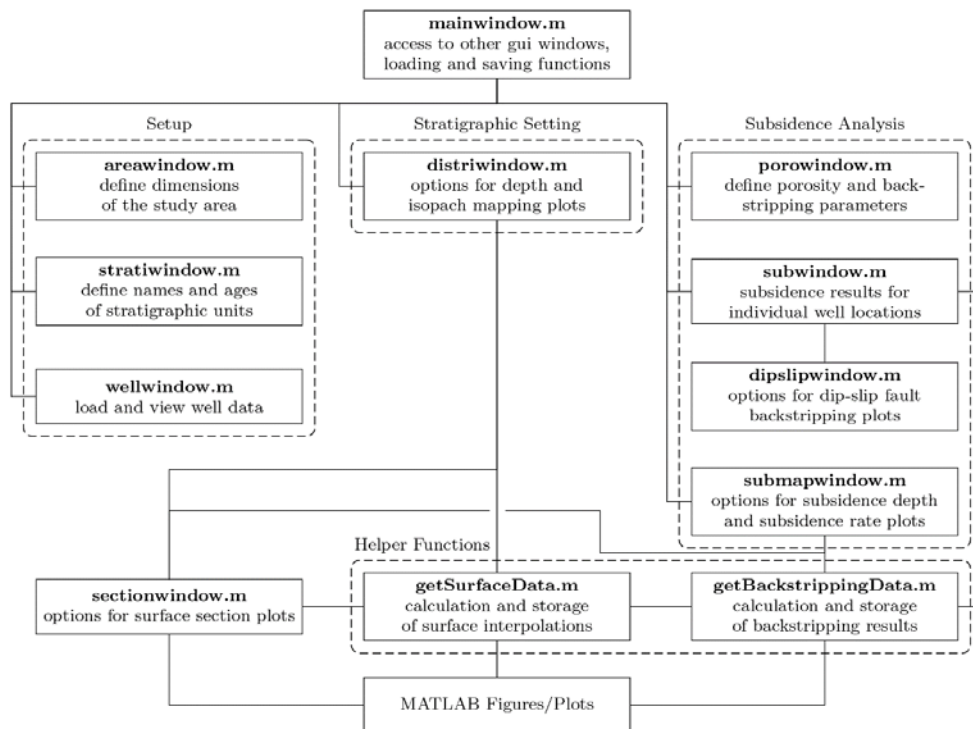 mainwindow.m
access to other gui windows,
loading and saving functions
Setup
areawindow.m
define dimensions
of the study area
stratiwindow.m
define names and ages
of stratigraphic units
wellwindow.m
load and view well data
Stratigraphic Setting
distriwindow.m
options for depth and
isopach mapping plots
Subsidence Analysis
porowindow.m
define porosity and back-
stripping parameters
subwindow.m
subsidence results for
individual well locations
dipslipwindow.m
options for dip-slip fault
backstripping plots
submapwindow.m
options for subsidence depth
and subsidence rate plots
Helper Functions
sectionwindow.m
options for surface section plots
getSurfaceData.m
calculation and storage
of surface interpolations
getBackstrippingData.m
calculation and storage
of backstripping results
MATLAB Figures/Plots